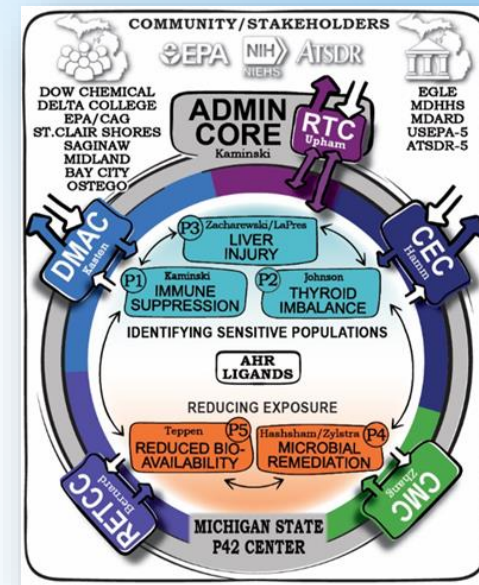 COMMUNITY/STAKEHOLDERS
EPA
NIH
NIEHS
ATSDR
DOW CHEMICAL
DELTA COLLEGE
EPA/CAG
ST.CLAIR SHORES
SAGINAW
MIDLAND
BAY CITY
OSTEGO
EGLE
MDHHS
MDARD
USEPA-5
ATSDR-5
ADMIN
CORE
Kaminski
RTC
Upham
DMAC
Kasten
CEC
Hamm
P3
Zacharewski/LaPres
LIVER
INJURY
P1
Kaminski
IMMUNE
SUPPRESSION
P2
Johnson
THYROID
IMBALANCE
IDENTIFYING SENSITIVE POPULATIONS
AHR
LIGANDS
REDUCING EXPOSURE
Teppen
P5
REDUCED BIO-
AVAILABILITY
Hashsham/Zylstra
P4
MICROBIAL
REMEDIATION
RETCC
Bernard
CMC
Zhang
MICHIGAN STATE
P42 CENTER